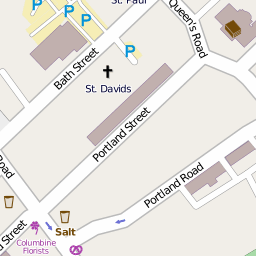 P
P
St. Paul
P
P
Queen's Road
Bath Street
St. Davids
Portland Street
Portland Road
Road
d Street
Salt
Columbine
Florists